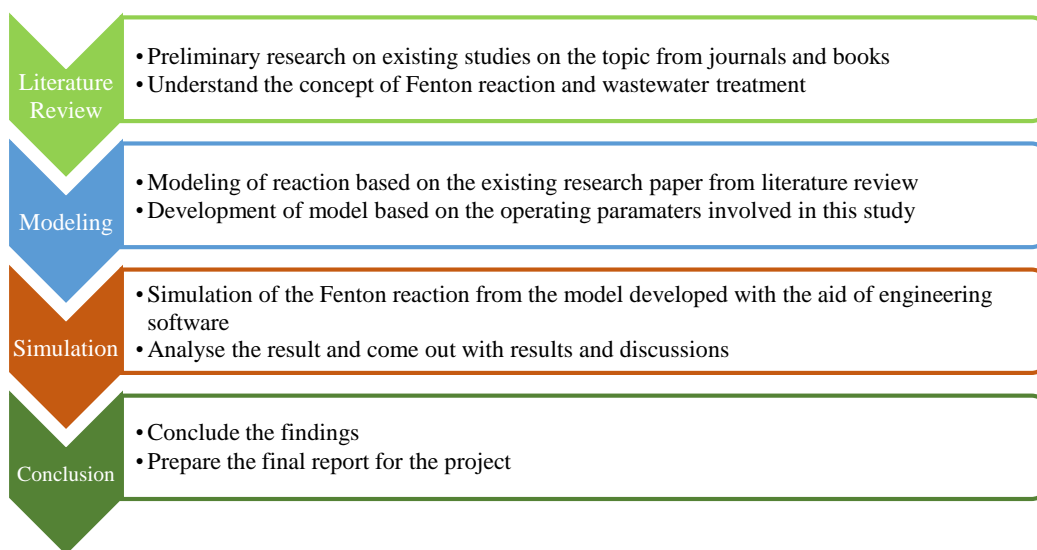 Literature
Review
• Preliminary research on existing studies on the topic from journals and books
• Understand the concept of Fenton reaction and wastewater treatment
Modeling
• Modeling of reaction based on the existing research paper from literature review
• Development of model based on the operating paramaters involved in this study
Simulation
• Simulation of the Fenton reaction from the model developed with the aid of engineering
software
• Analyse the result and come out with results and discussions
Conclusion
• Conclude the findings
• Prepare the final report for the project